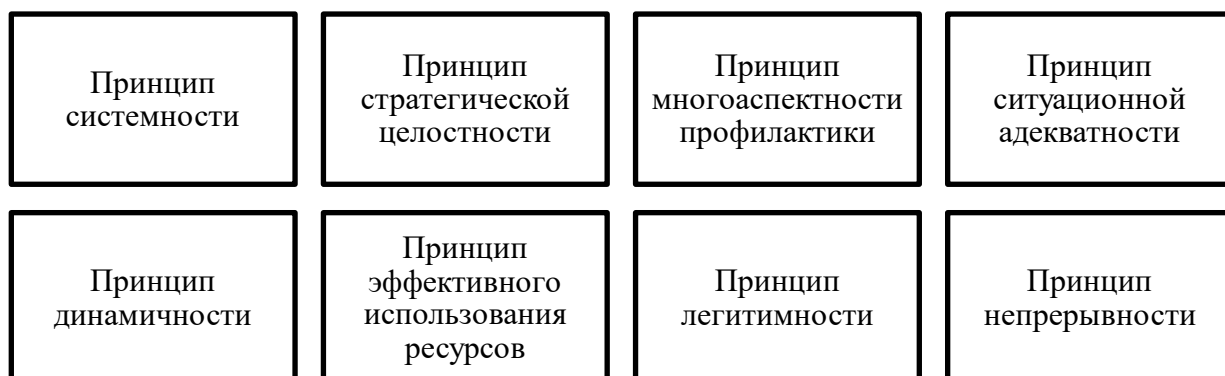 Принцип
системности
Принцип
стратегической
целостности
Принцип
многоаспектности
профилактики
Принцип
ситуационной
адекватности
Принцип
динамичности
Принцип
эффективного
использования
ресурсов
Принцип
легитимности
Принцип
непрерывности